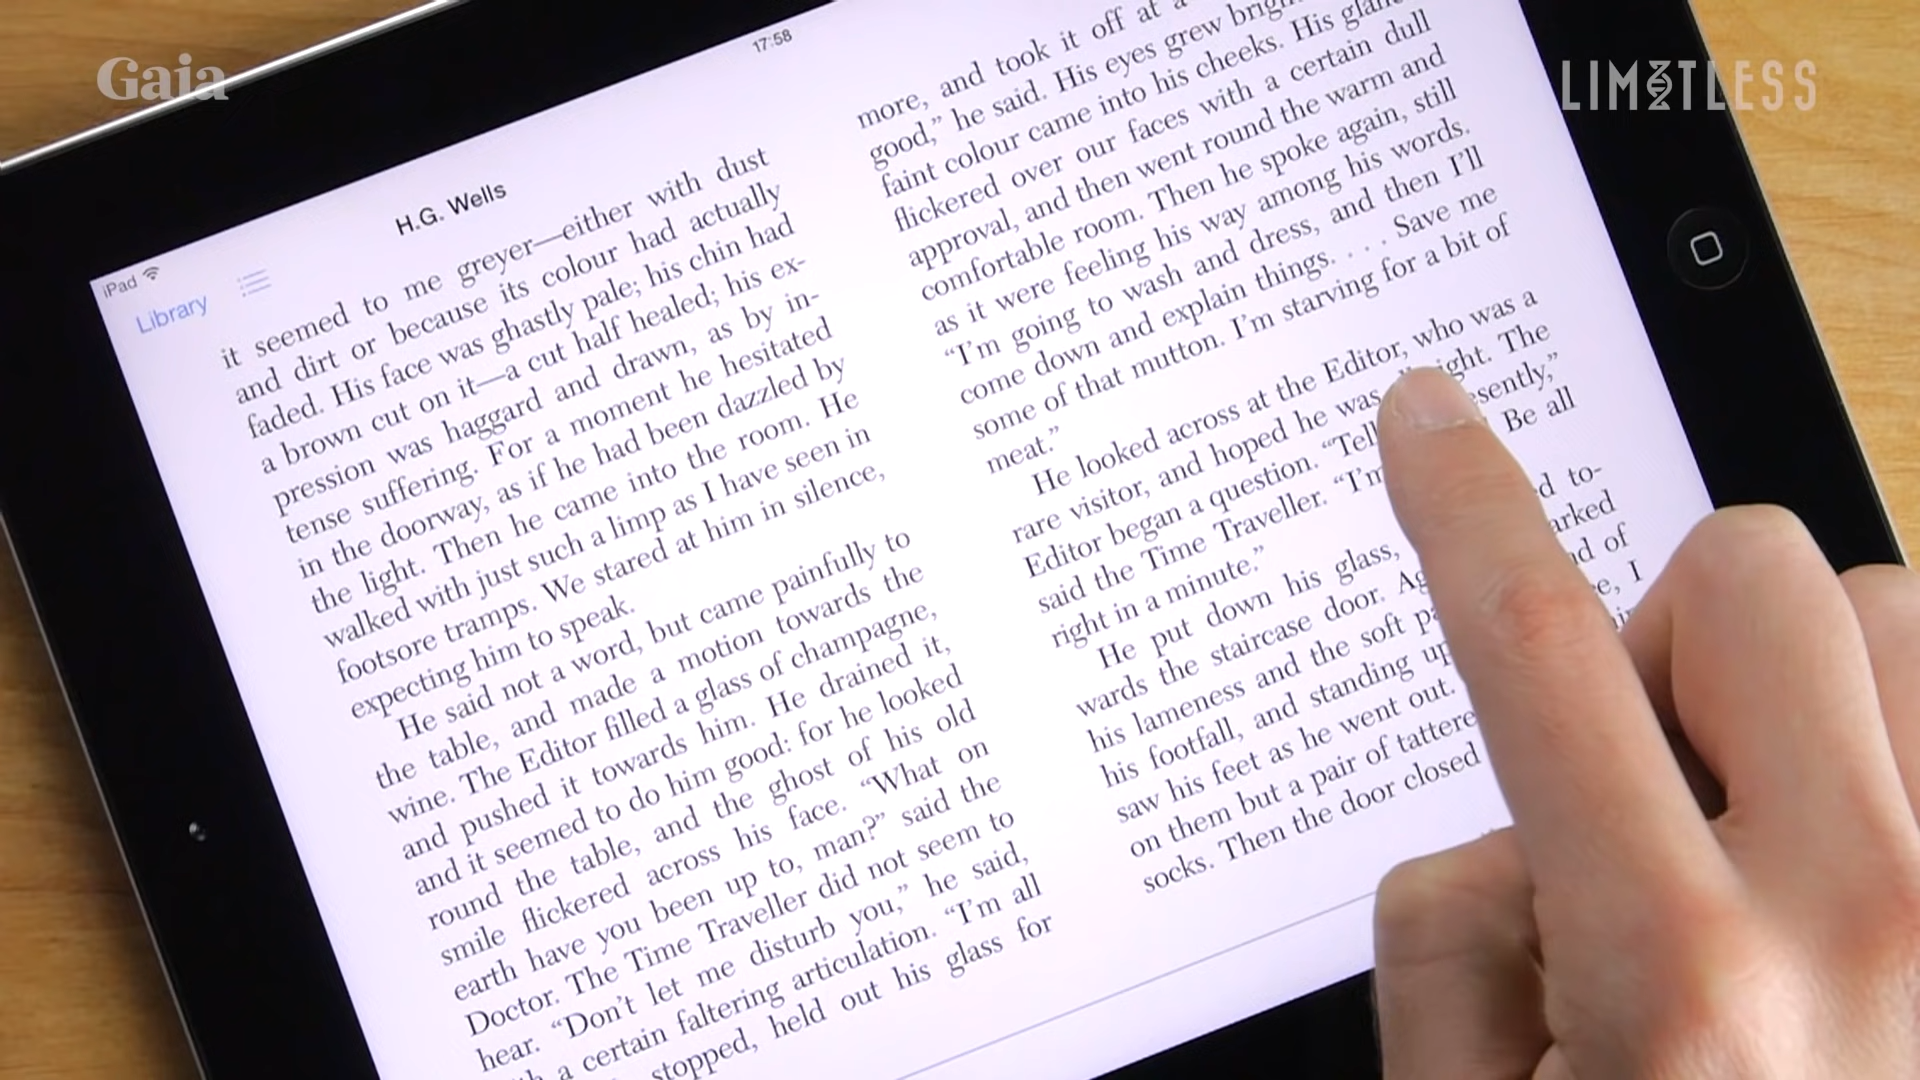 Gaia
LIMITLESS
17:58
iPad
Library
H.G. Wells
it seemed to me greyer—either with dust
and dirt or because its colour had actually
faded. His face was ghastly pale; his chin had
a brown cut on it—a cut half healed; his ex-
pression was haggard and drawn, as by in-
tense suffering. For a moment he hesitated
in the doorway, as if he had been dazzled by
the light. Then he came into the room. He
walked with just such a limp as I have seen in
footsore tramps. We stared at him in silence,
expecting him to speak.
He said not a word, but came painfully to
the table, and made a motion towards the
wine. The Editor filled a glass of champagne,
and pushed it towards him. He drained it,
and it seemed to do him good: for he looked
round the table, and the ghost of his old
smile flickered across his face. “What on
earth have you been up to, man?” said the
Doctor. The Time Traveller did not seem to
hear. “Don’t let me disturb you,” he said,
a certain faltering articulation. “I’m all
stopped, held out his glass for
more, and took it off at a
good,” he said. His eyes grew
faint colour came into his cheeks. His
flickered over our faces with a certain dull
approval, and then went round the warm and
comfortable room. Then he spoke again, still
as it were feeling his way among his words.
“I’m going to wash and dress, and then I’ll
come down and explain things. . . . Save me
some of that mutton. I’m starving for a bit of
meat.”
He looked across at the Editor, who was a
rare visitor, and hoped he was The
Editor began a question. “Tell
said the Time Traveller. “I’m Be all
right in a minute.”
He put down his glass, to-
wards the staircase door.
his lameness and the soft of
his footfall, and standing up I
saw his feet as he went out.
on them but a pair of
socks. Then the door closed